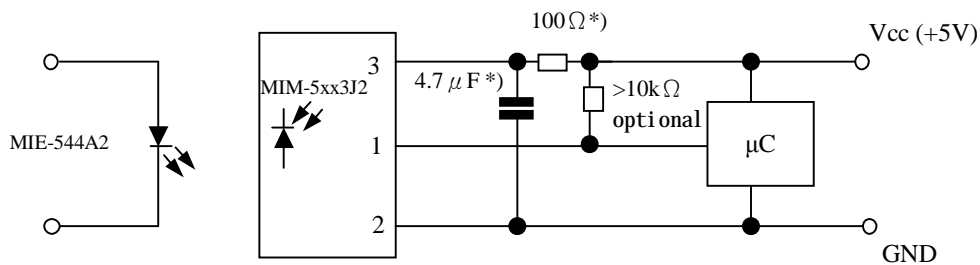 100Ω*)
Vcc (+5V)
3
MIM-5xx3J2
4.7μF*)
>10kΩ
optional
MIE-544A2
1
μC
2
GND